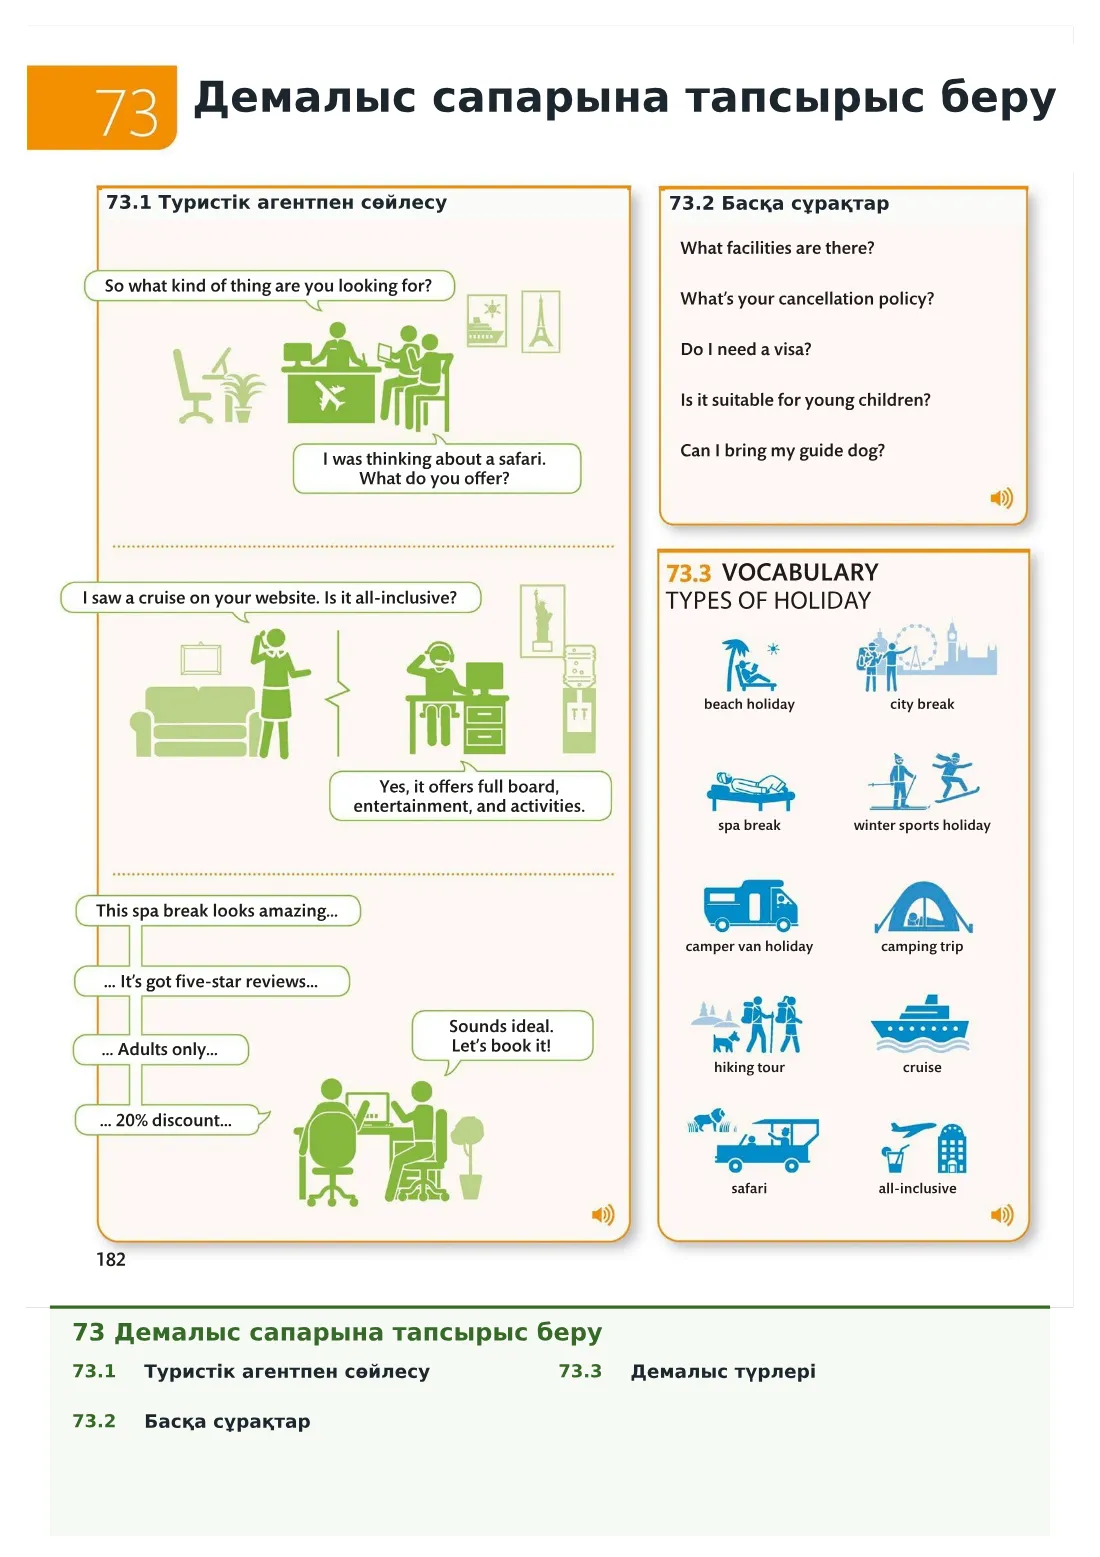 73
Демалыс сапарына тапсырыс беру
73.1 Туристік агентпен сөйлесу
So what kind of thing are you looking for?
I was thinking about a safari.
What do you offer?
I saw a cruise on your website. Is it all-inclusive?
Yes, it offers full board,
entertainment, and activities.
This spa break looks amazing...
... It's got five-star reviews...
... Adults only...
... 20% discount...
Sounds ideal.
Let's book it!
73.2 Басқа сұрақтар
What facilities are there?
What's your cancellation policy?
Do I need a visa?
Is it suitable for young children?
Can I bring my guide dog?
73.3 VOCABULARY
TYPES OF HOLIDAY
beach holiday
city break
spa break
winter sports holiday
camper van holiday
camping trip
hiking tour
cruise
safari
all-inclusive
182
73 Демалыс сапарына тапсырыс беру
73.1 Туристік агентпен сөйлесу
73.3 Демалыс түрлері
73.2 Басқа сұрақтар